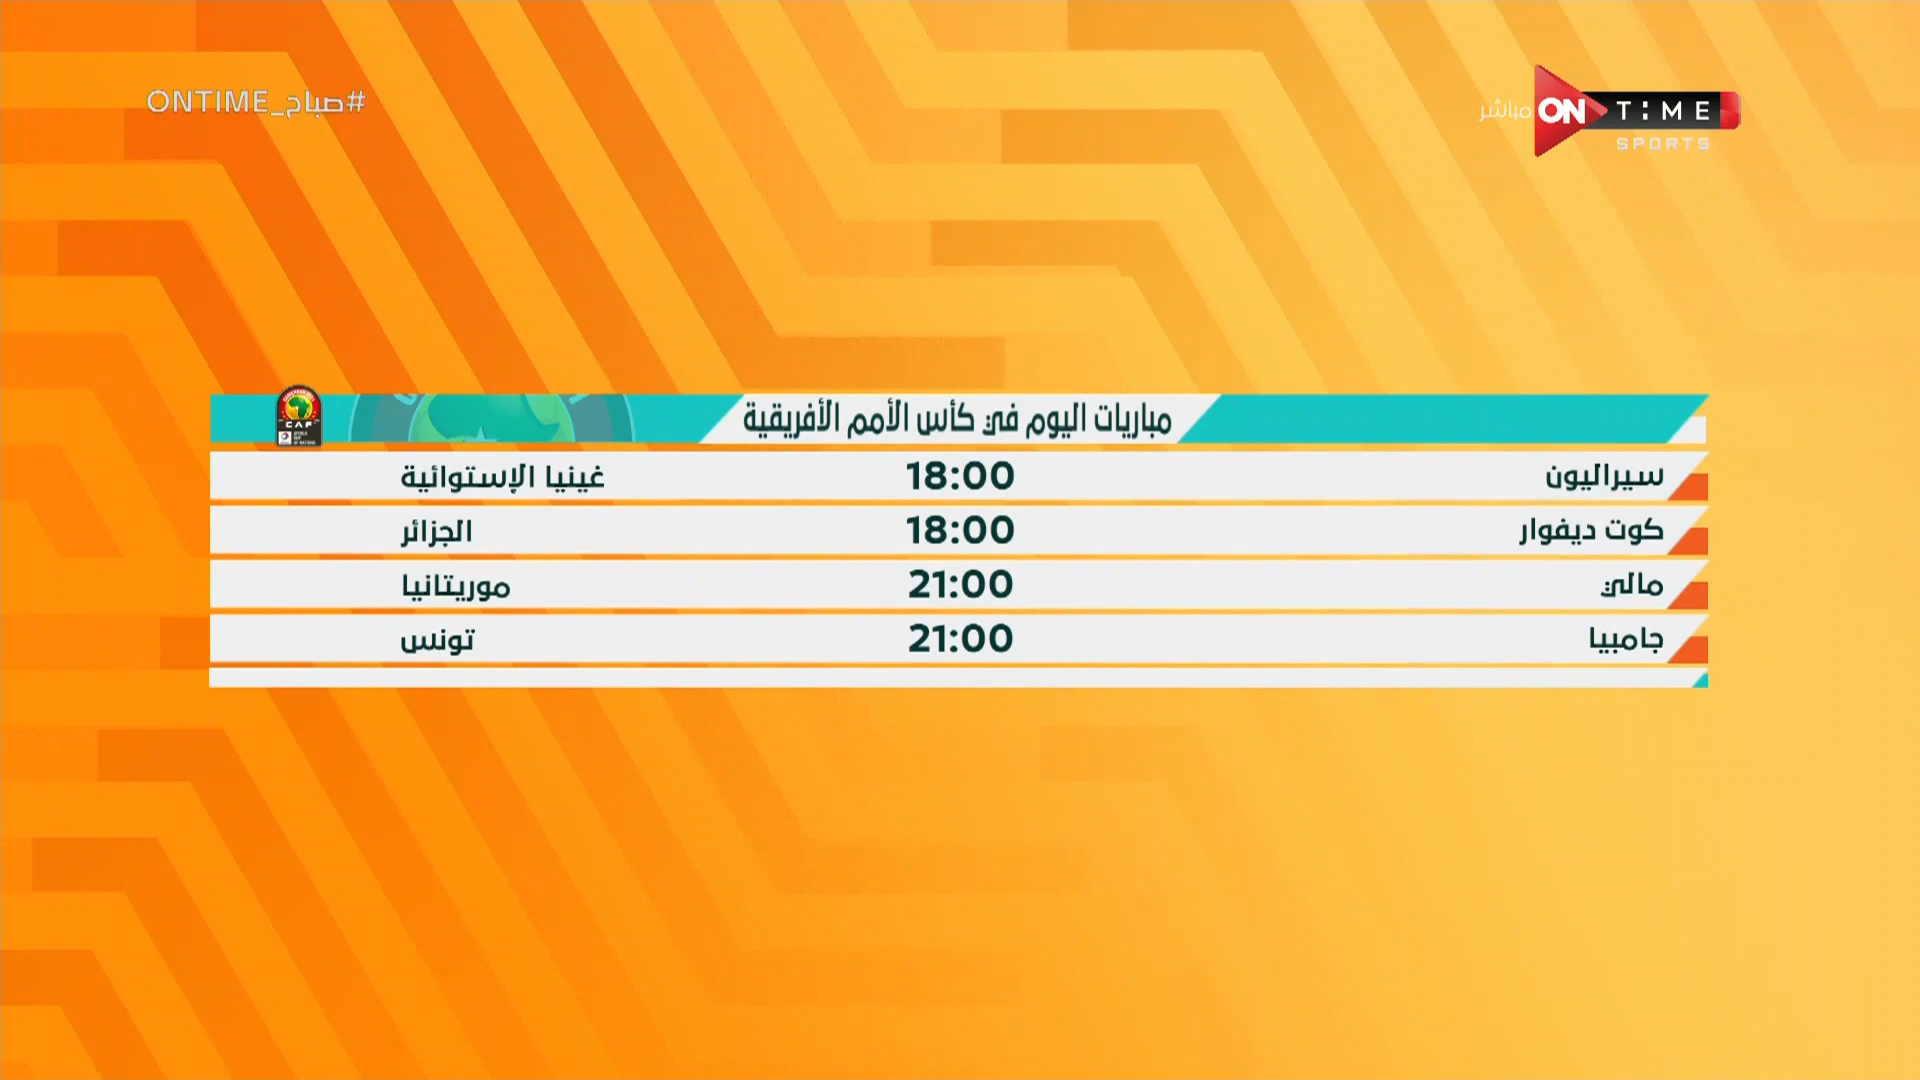 #صباح_ONTIME
مباشر ON TIME
SPORTS
مباريات اليوم في كأس الأمم الأفريقية
CAF
سيراليون 18:00 غينيا الإستوائية
كوت ديفوار 18:00 الجزائر
مالي 21:00 موريتانيا
جامبيا 21:00 تونس